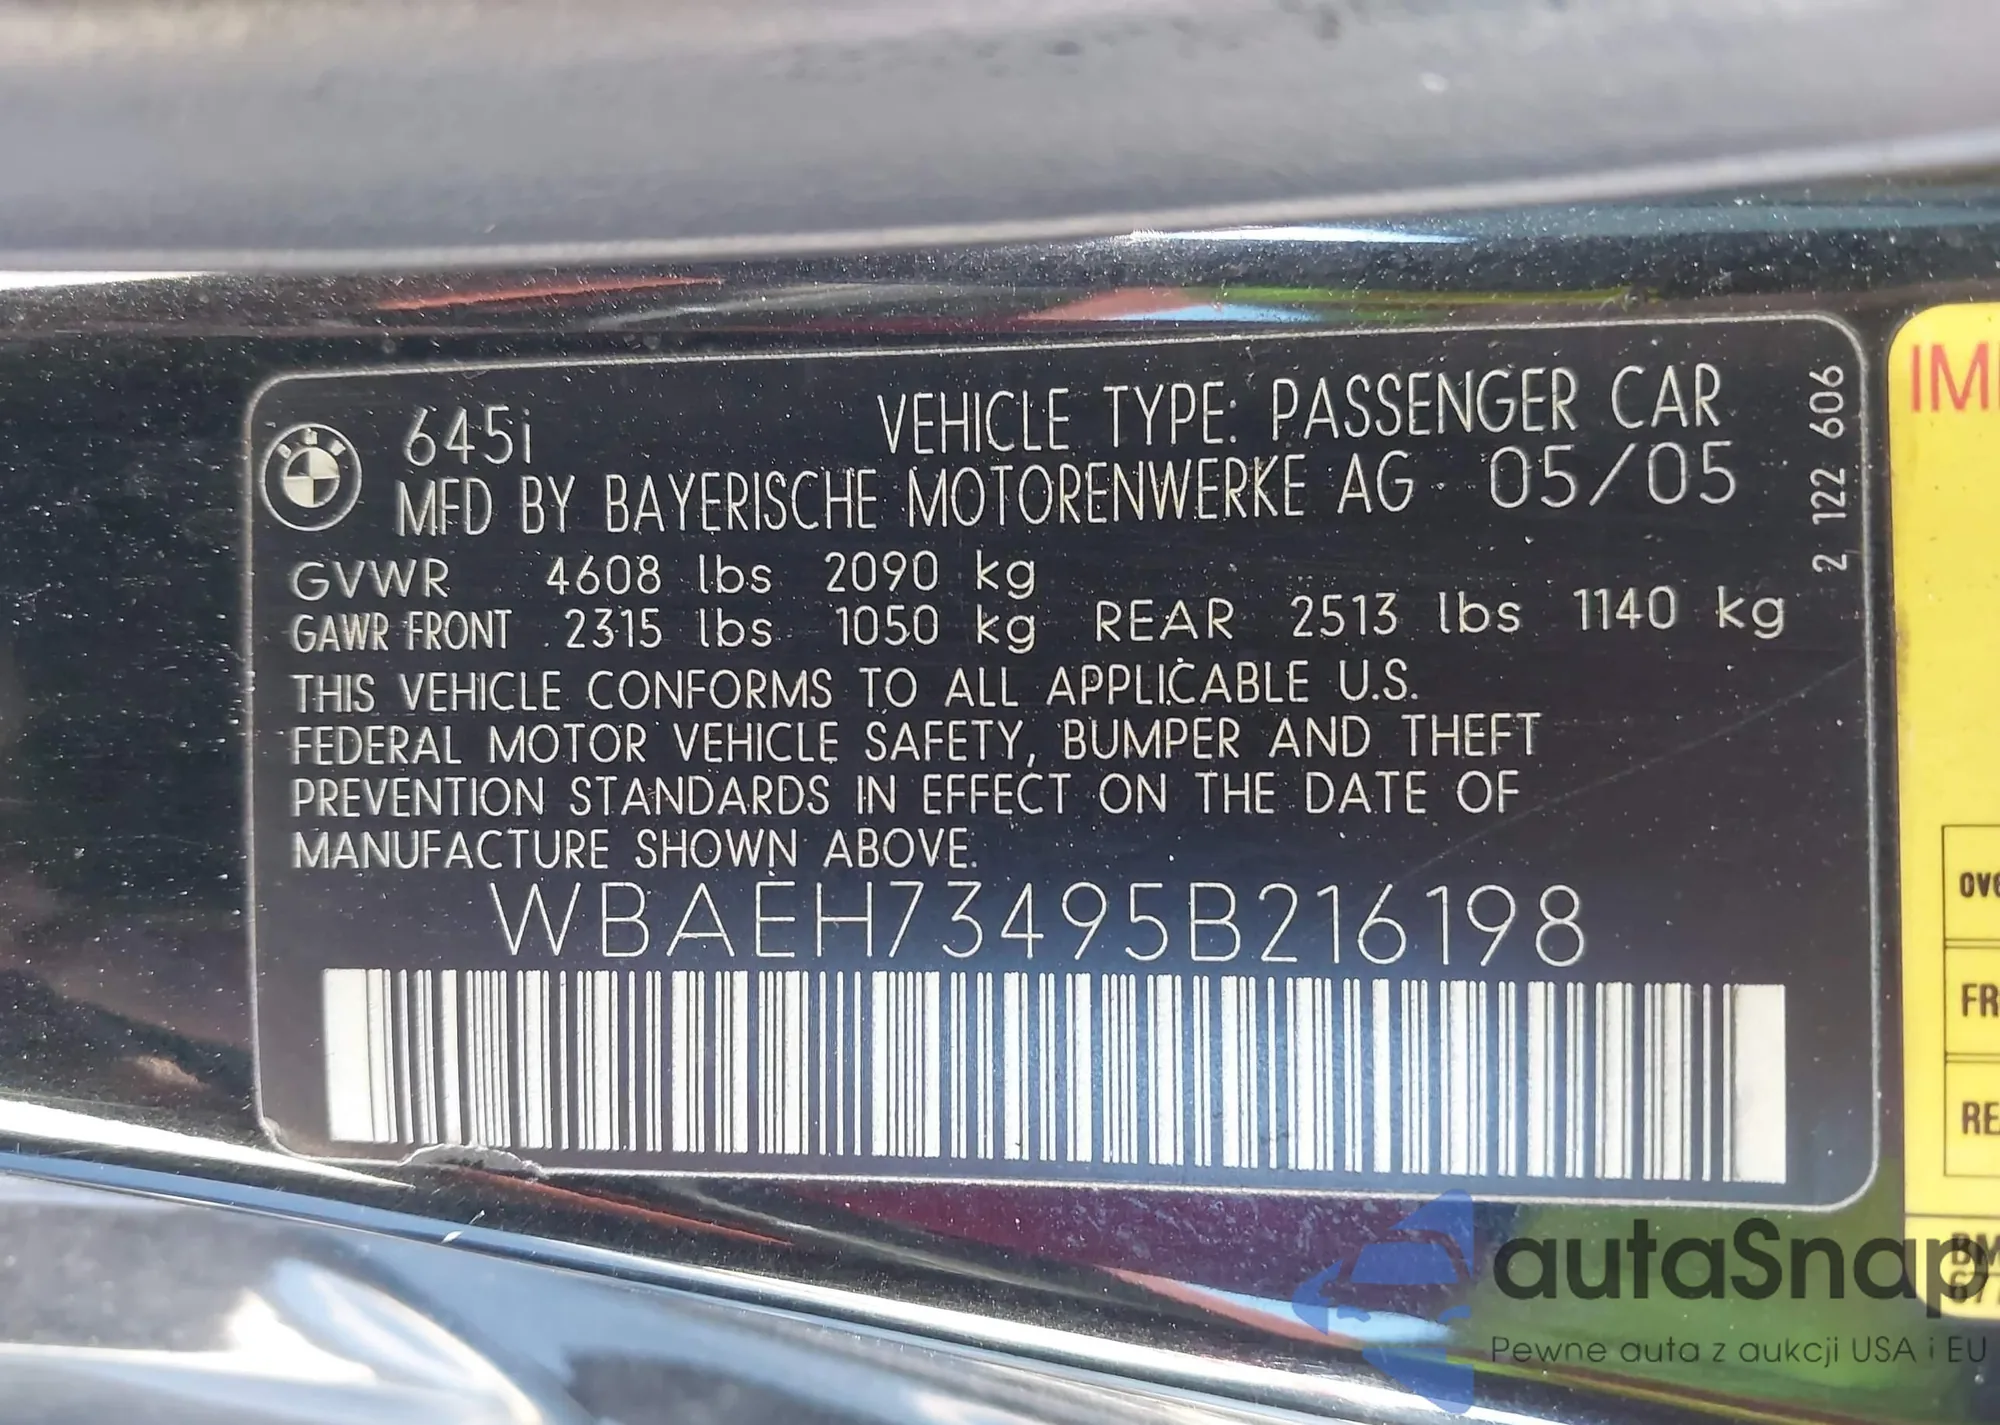 645i VEHICLE TYPE: PASSENGER CAR
MFD BY BAYERISCHE MOTORENWERKE AG 05/05
GVWR 4608 lbs 2090 kg
GAWR FRONT 2315 lbs 1050 kg REAR 2513 lbs 1140 kg
THIS VEHICLE CONFORMS TO ALL APPLICABLE U.S.
FEDERAL MOTOR VEHICLE SAFETY, BUMPER AND THEFT
PREVENTION STANDARDS IN EFFECT ON THE DATE OF
MANUFACTURE SHOWN ABOVE.
WBAEH73495B216198
2 122 606
autaSnap
Pewne auta z aukcji USA i EU